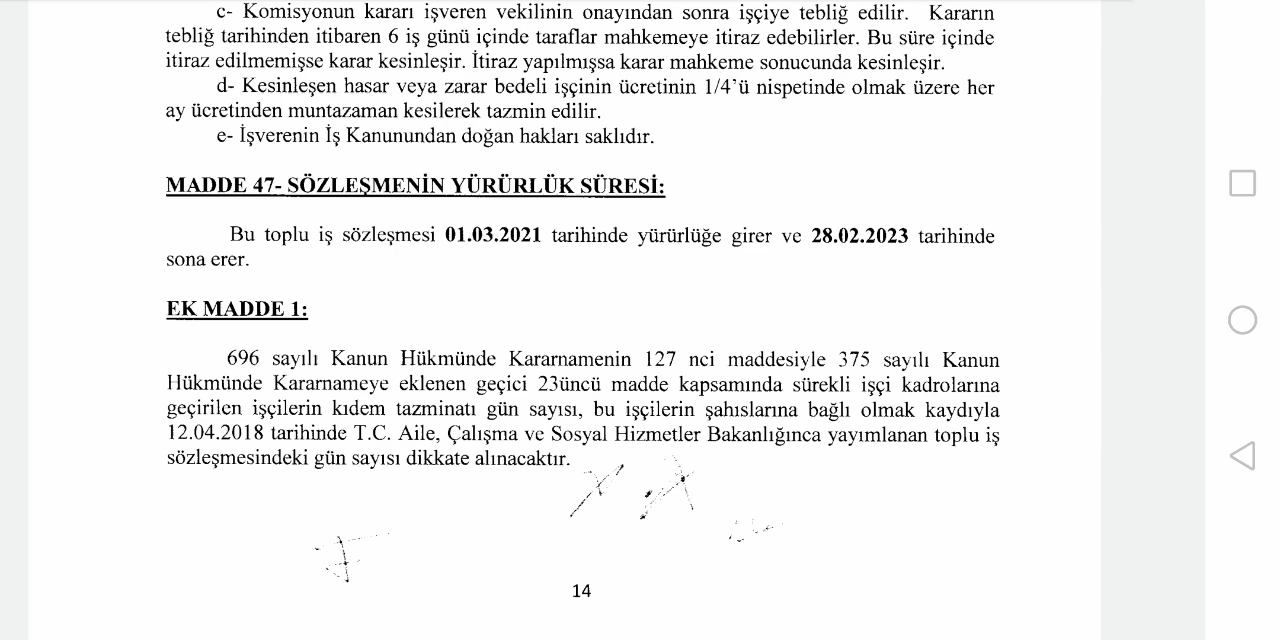 c- Komisyonun kararı işveren vekilinin onayından sonra işçiye tebliğ edilir. Kararın
tebliğ tarihinden itibaren 6 iş günü içinde taraflar mahkemeye itiraz edebilirler. Bu süre içinde
itiraz edilmemişse karar kesinleşir. İtiraz yapılmışsa karar mahkeme sonucunda kesinleşir.
d- Kesinleşen hasar veya zarar bedeli işçinin ücretinin 1/4'ü nispetinde olmak üzere her
ay ücretinden muntazaman kesilerek tazmin edilir.
e- İşverenin İş Kanunundan doğan hakları saklıdır.
MADDE 47- SÖZLEŞMENİN YÜRÜRLÜK SÜRESİ:
Bu toplu iş sözleşmesi 01.03.2021 tarihinde yürürlüğe girer ve 28.02.2023 tarihinde
sona erer.
EK MADDE 1:
696 sayılı Kanun Hükmünde Kararnamenin 127 nci maddesiyle 375 sayılı Kanun
Hükmünde Kararnameye eklenen geçici 23üncü madde kapsamında sürekli işçi kadrolarına
geçirilen işçilerin kıdem tazminatı gün sayısı, bu işçilerin şahıslarına bağlı olmak kaydıyla
12.04.2018 tarihinde T.C. Aile, Çalışma ve Sosyal Hizmetler Bakanlığınca yayımlanan toplu iş
sözleşmesindeki gün sayısı dikkate alınacaktır.
14